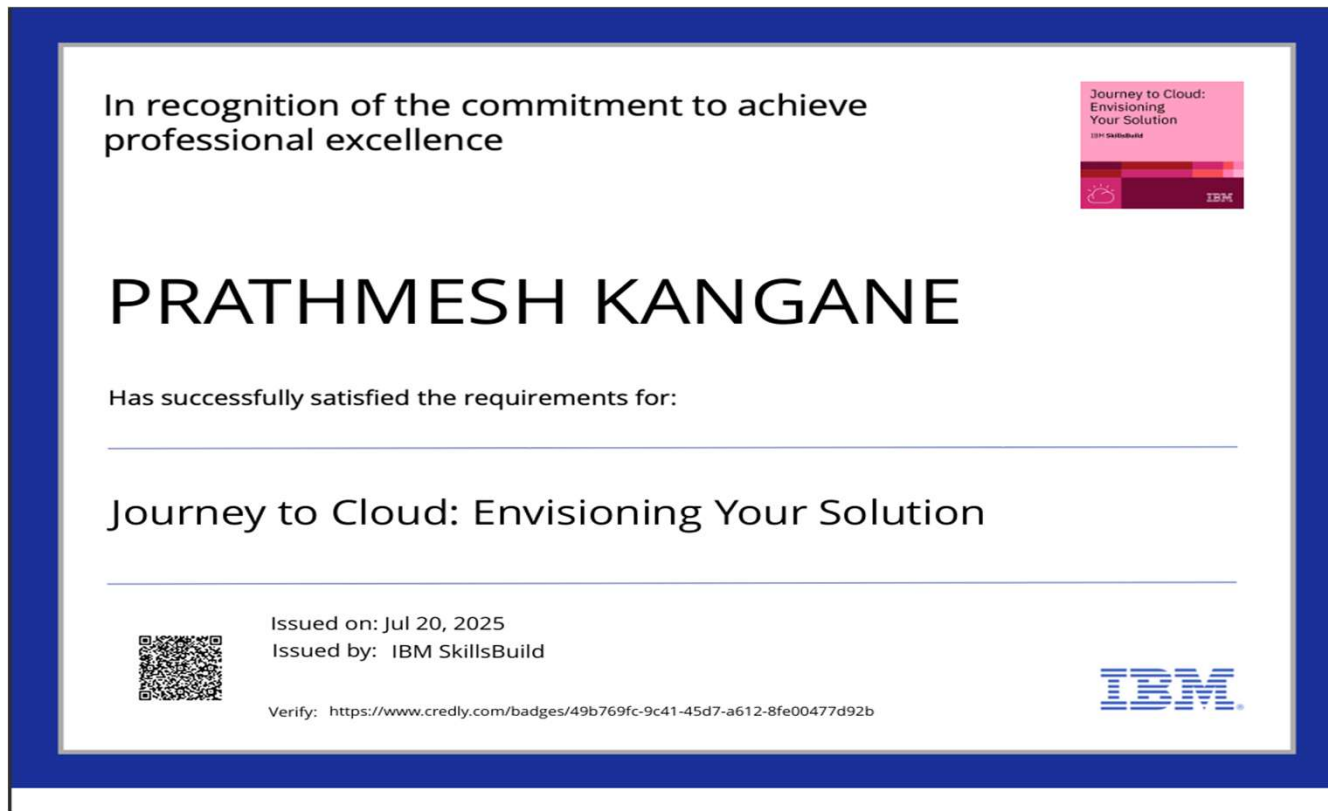 In recognition of the commitment to achieve
professional excellence
Journey to Cloud:
Envisioning
Your Solution
IBM SkillsBuild
IBM
PRATHMESH KANGANE
Has successfully satisfied the requirements for:
Journey to Cloud: Envisioning Your Solution
Issued on: Jul 20, 2025
Issued by: IBM SkillsBuild
Verify: https://www.credly.com/badges/49b769fc-9c41-45d7-a612-8fe00477d92b
IBM.